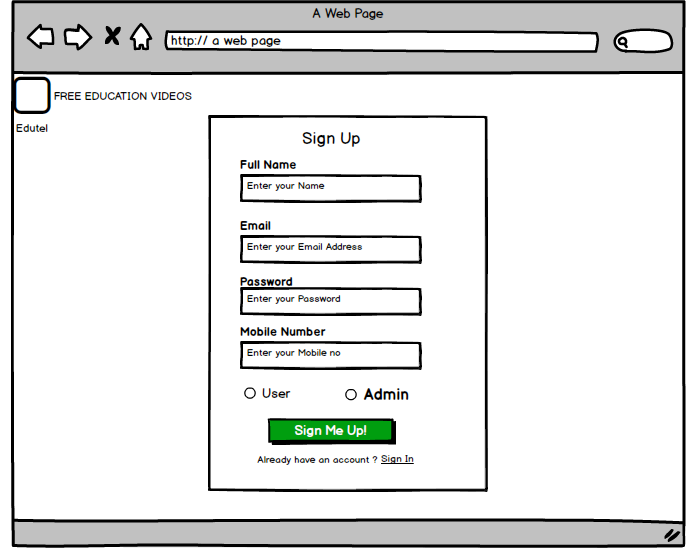 A Web Page
http:// a web page
FREE EDUCATION VIDEOS
Edutel
Sign Up
Full Name
Enter your Name
Email
Enter your Email Address
Password
Enter your Password
Mobile Number
Enter your Mobile no
User Admin
Sign Me Up!
Already have an account ? Sign In